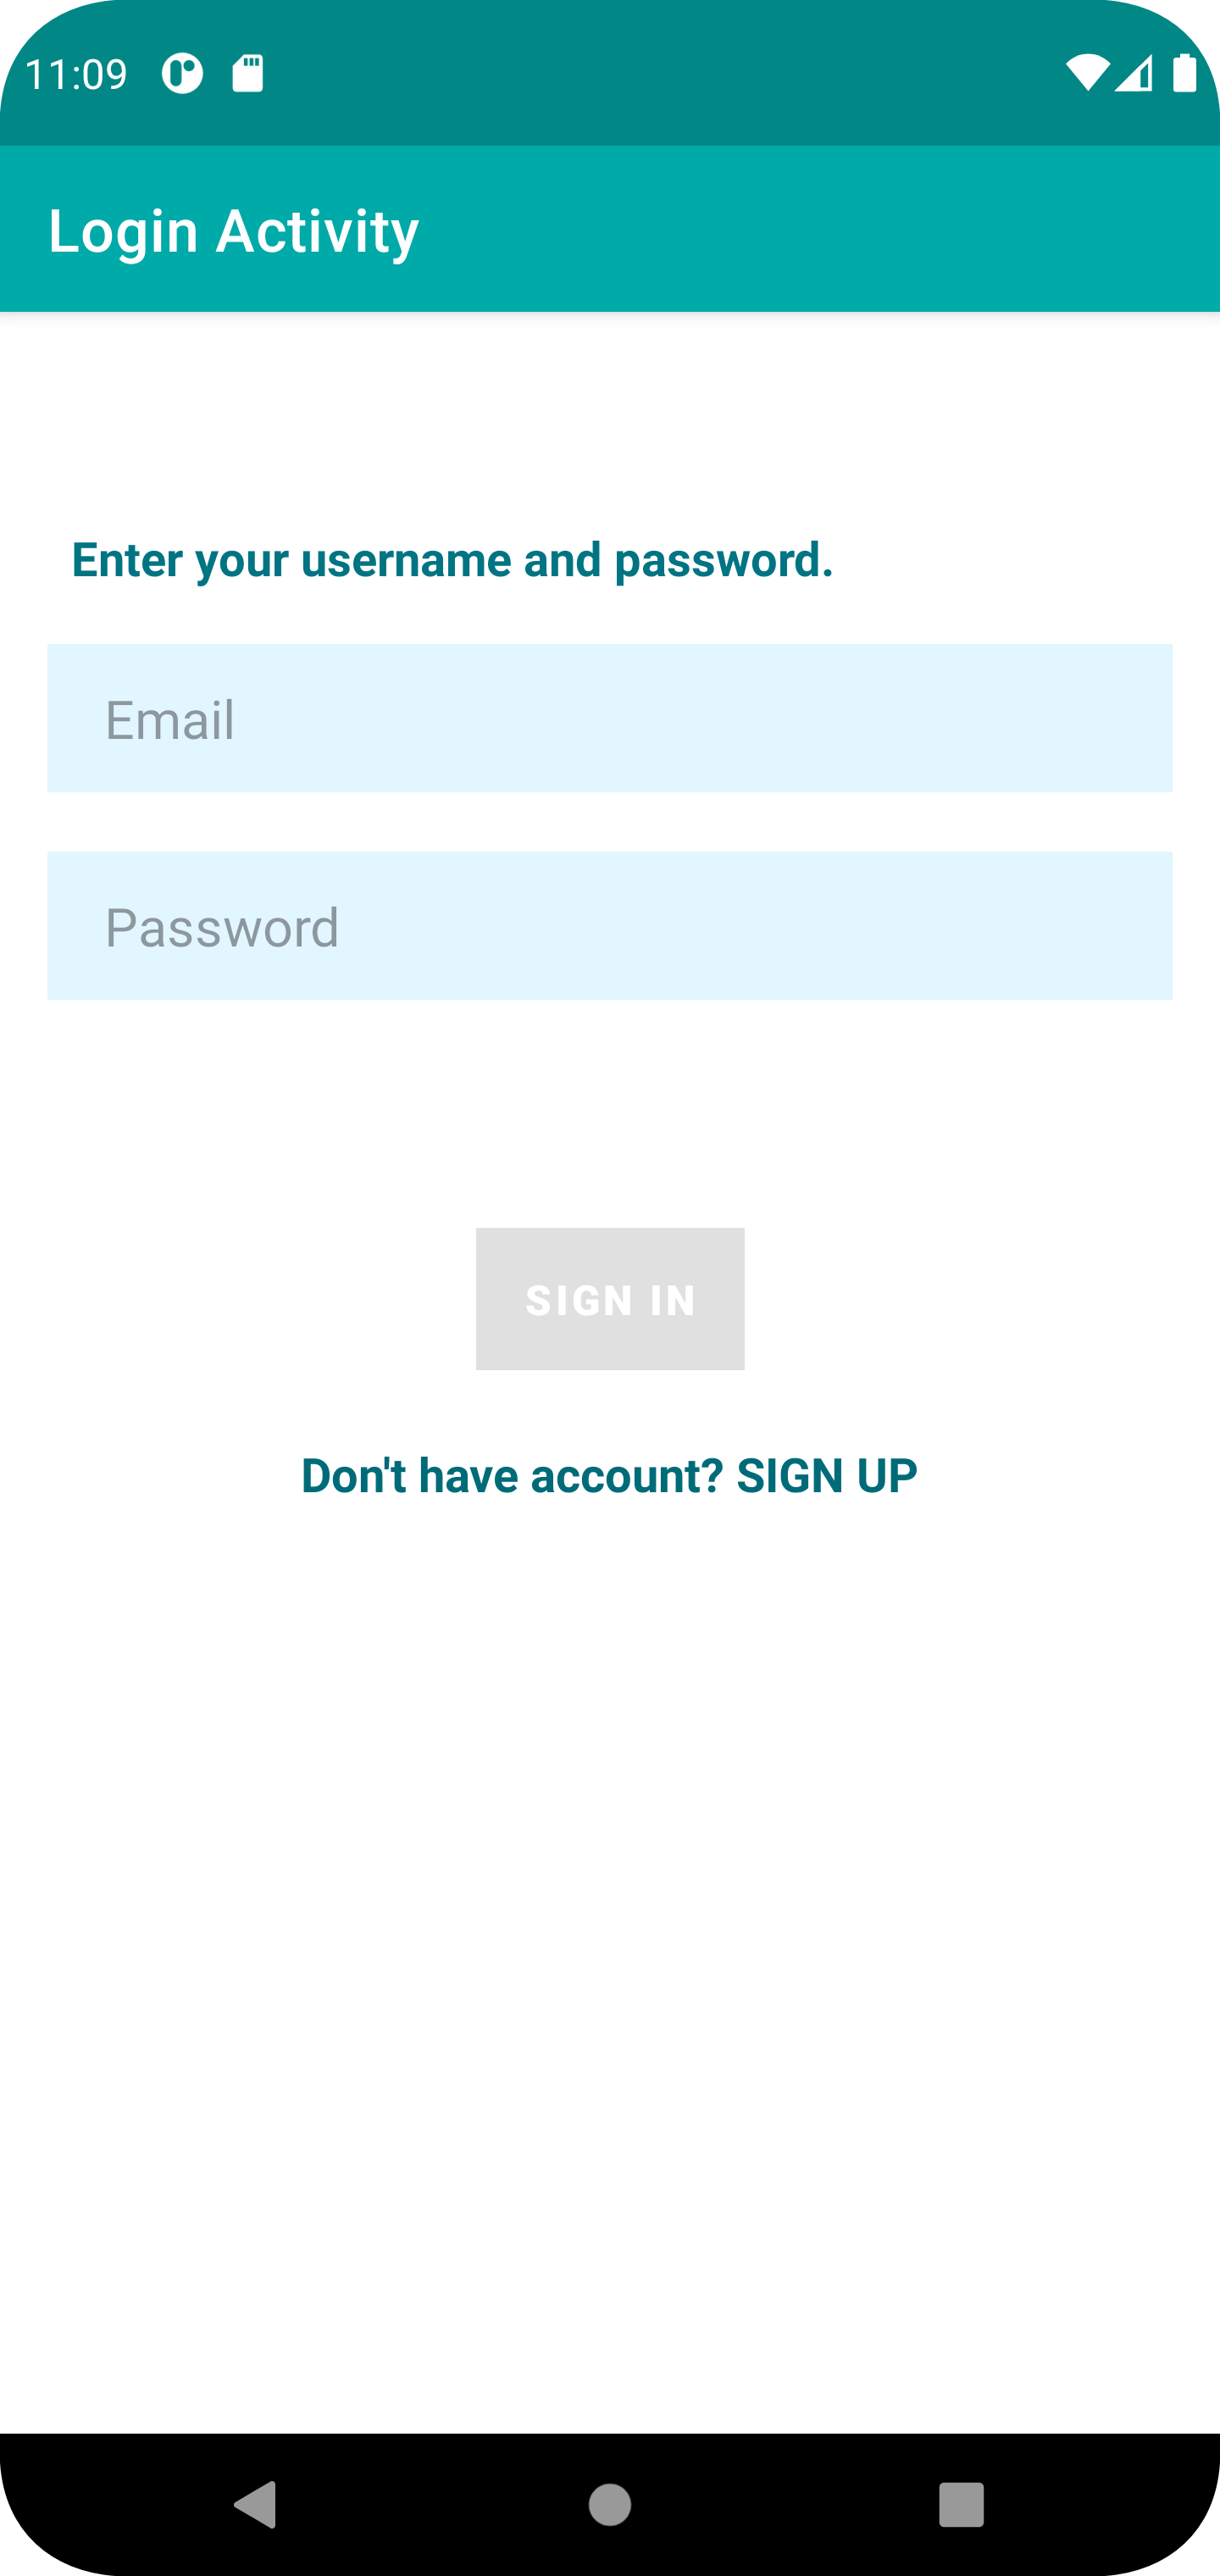 11:09
Login Activity
Enter your username and password.
Email
Password
SIGN IN
Don't have account? SIGN UP